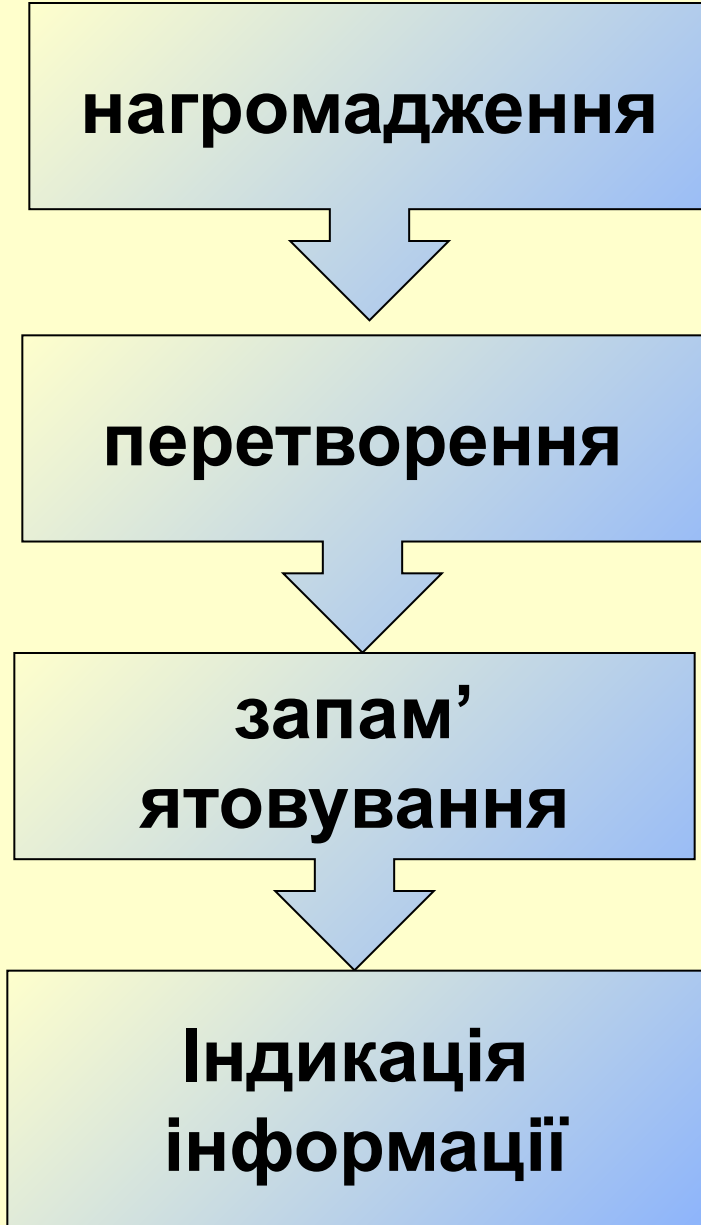 нагромадження
перетворення
запам’
ятовування
Індикація
інформації